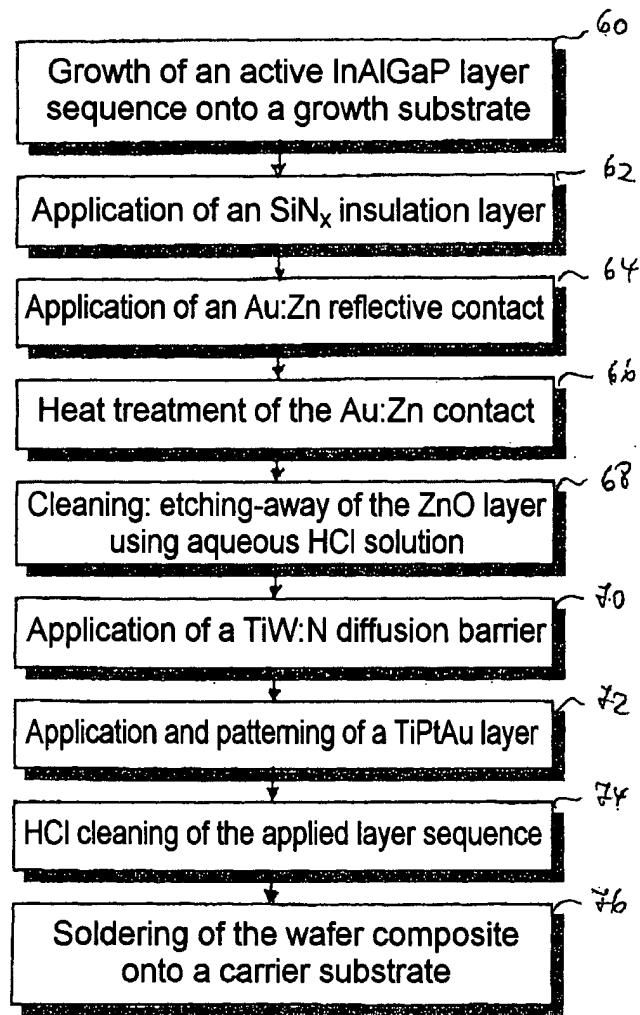 60
Growth of an active InAlGaP layer
sequence onto a growth substrate
62
Application of an SiNx insulation layer
64
Application of an Au:Zn reflective contact
66
Heat treatment of the Au:Zn contact
68
Cleaning: etching-away of the ZnO layer
using aqueous HCl solution
70
Application of a TiW:N diffusion barrier
72
Application and patterning of a TiPtAu layer
74
HCl cleaning of the applied layer sequence
76
Soldering of the wafer composite
onto a carrier substrate